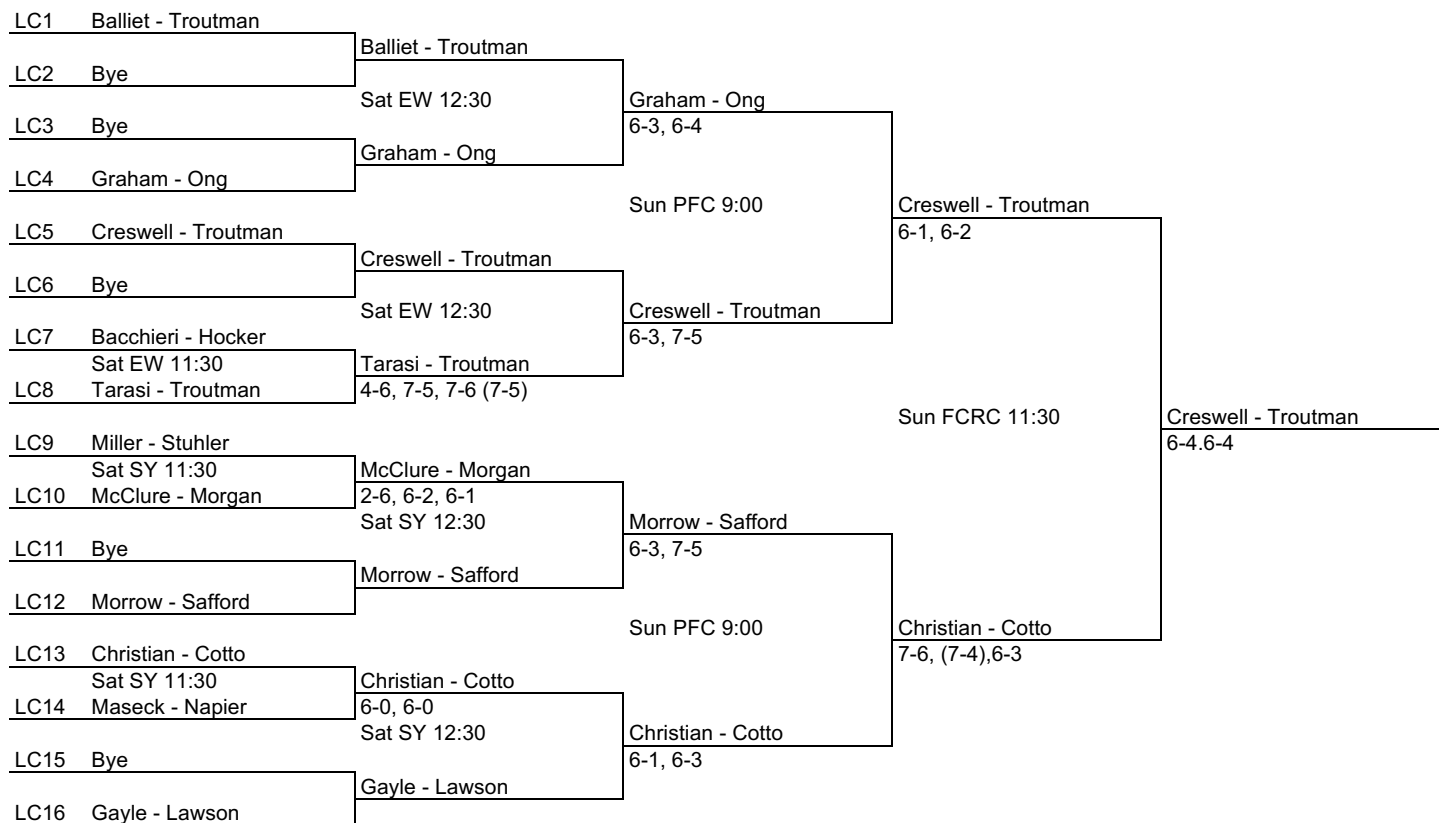 LC1 Balliet - Troutman
Balliet - Troutman
LC2 Bye
Sat EW 12:30 Graham - Ong
LC3 Bye 6-3, 6-4
Graham - Ong
LC4 Graham - Ong
Sun PFC 9:00 Creswell - Troutman
LC5 Creswell - Troutman 6-1, 6-2
Creswell - Troutman
LC6 Bye
Sat EW 12:30 Creswell - Troutman
LC7 Bacchieri - Hocker 6-3, 7-5
Sat EW 11:30 Tarasi - Troutman
LC8 Tarasi - Troutman 4-6, 7-5, 7-6 (7-5)
Sun FCRC 11:30 Creswell - Troutman
LC9 Miller - Stuhler 6-4.6-4
Sat SY 11:30 McClure - Morgan
LC10 McClure - Morgan 2-6, 6-2, 6-1
Sat SY 12:30 Morrow - Safford
LC11 Bye 6-3, 7-5
Morrow - Safford
LC12 Morrow - Safford
Sun PFC 9:00 Christian - Cotto
LC13 Christian - Cotto 7-6, (7-4),6-3
Sat SY 11:30 Christian - Cotto
LC14 Maseck - Napier 6-0, 6-0
Sat SY 12:30 Christian - Cotto
LC15 Bye 6-1, 6-3
Gayle - Lawson
LC16 Gayle - Lawson